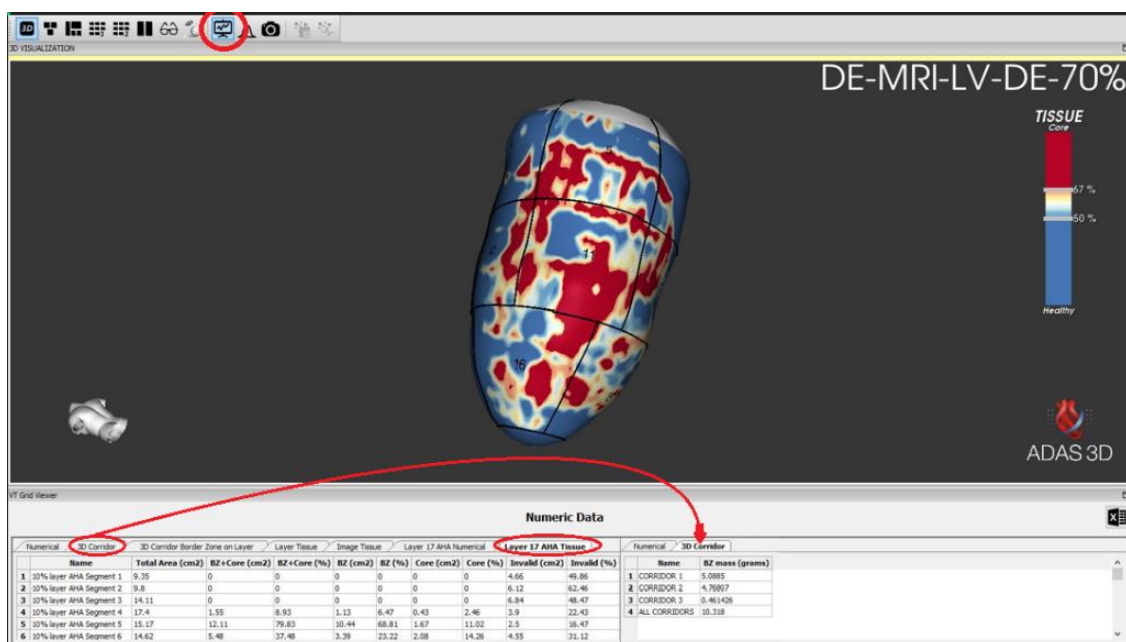 3D
3D VISUALIZATION
DE-MRI-LV-DE-70%
TISSUE
Core
67 %
50 %
Healthy
5
11
16
ADAS 3D
VT Grid Viewer
Numeric Data
Numerical 3D Corridor 3D Corridor Border Zone on Layer Layer Tissue Image Tissue Layer 17 AHA Numerical Layer 17 AHA Tissue
Name Total Area (cm2) BZ+Core (cm2) BZ+Core (%) BZ (cm2) BZ (%) Core (cm2) Core (%) Invalid (cm2) Invalid (%)
1 10% layer AHA Segment 1 9.35 0 0 0 0 0 0 4.66 49.86
2 10% layer AHA Segment 2 9.8 0 0 0 0 0 0 6.12 62.46
3 10% layer AHA Segment 3 14.11 0 0 0 0 0 0 6.84 48.47
4 10% layer AHA Segment 4 17.4 1.55 8.93 1.13 6.47 0.43 2.46 3.9 22.43
5 10% layer AHA Segment 5 15.17 12.11 79.83 10.44 68.81 1.67 11.02 2.5 16.47
6 10% layer AHA Segment 6 14.62 5.48 37.48 3.39 23.22 2.08 14.26 4.55 31.12
Numerical 3D Corridor
Name BZ mass (grams)
1 CORRIDOR 1 5.0885
2 CORRIDOR 2
3 CORRIDOR 3 0.461426
4 ALL CORRIDORS 10.318